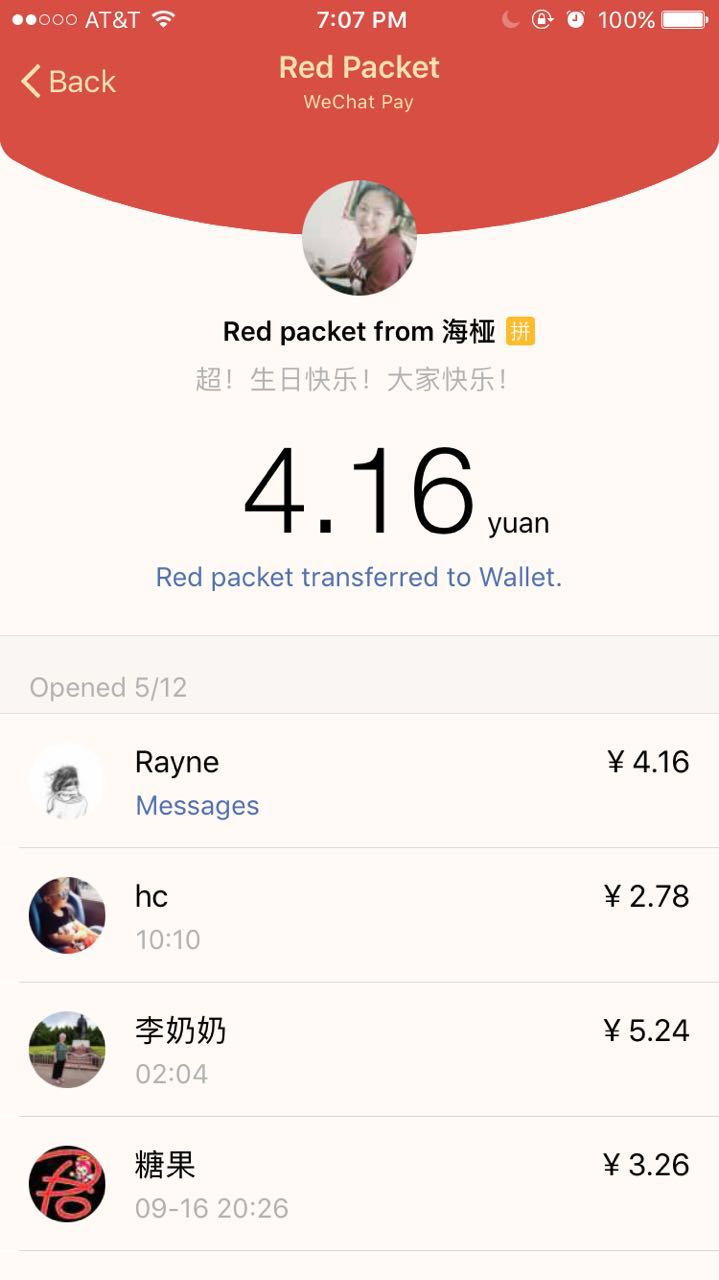 AT&T 7:07 PM 100%
Back
Red Packet
WeChat Pay
Red packet from 海桠 拼
超！生日快乐！大家快乐！
4.16 yuan
Red packet transferred to Wallet.
Opened 5/12
Rayne ¥ 4.16
Messages
hc ¥ 2.78
10:10
李奶奶 ¥ 5.24
02:04
糖果 ¥ 3.26
09-16 20:26